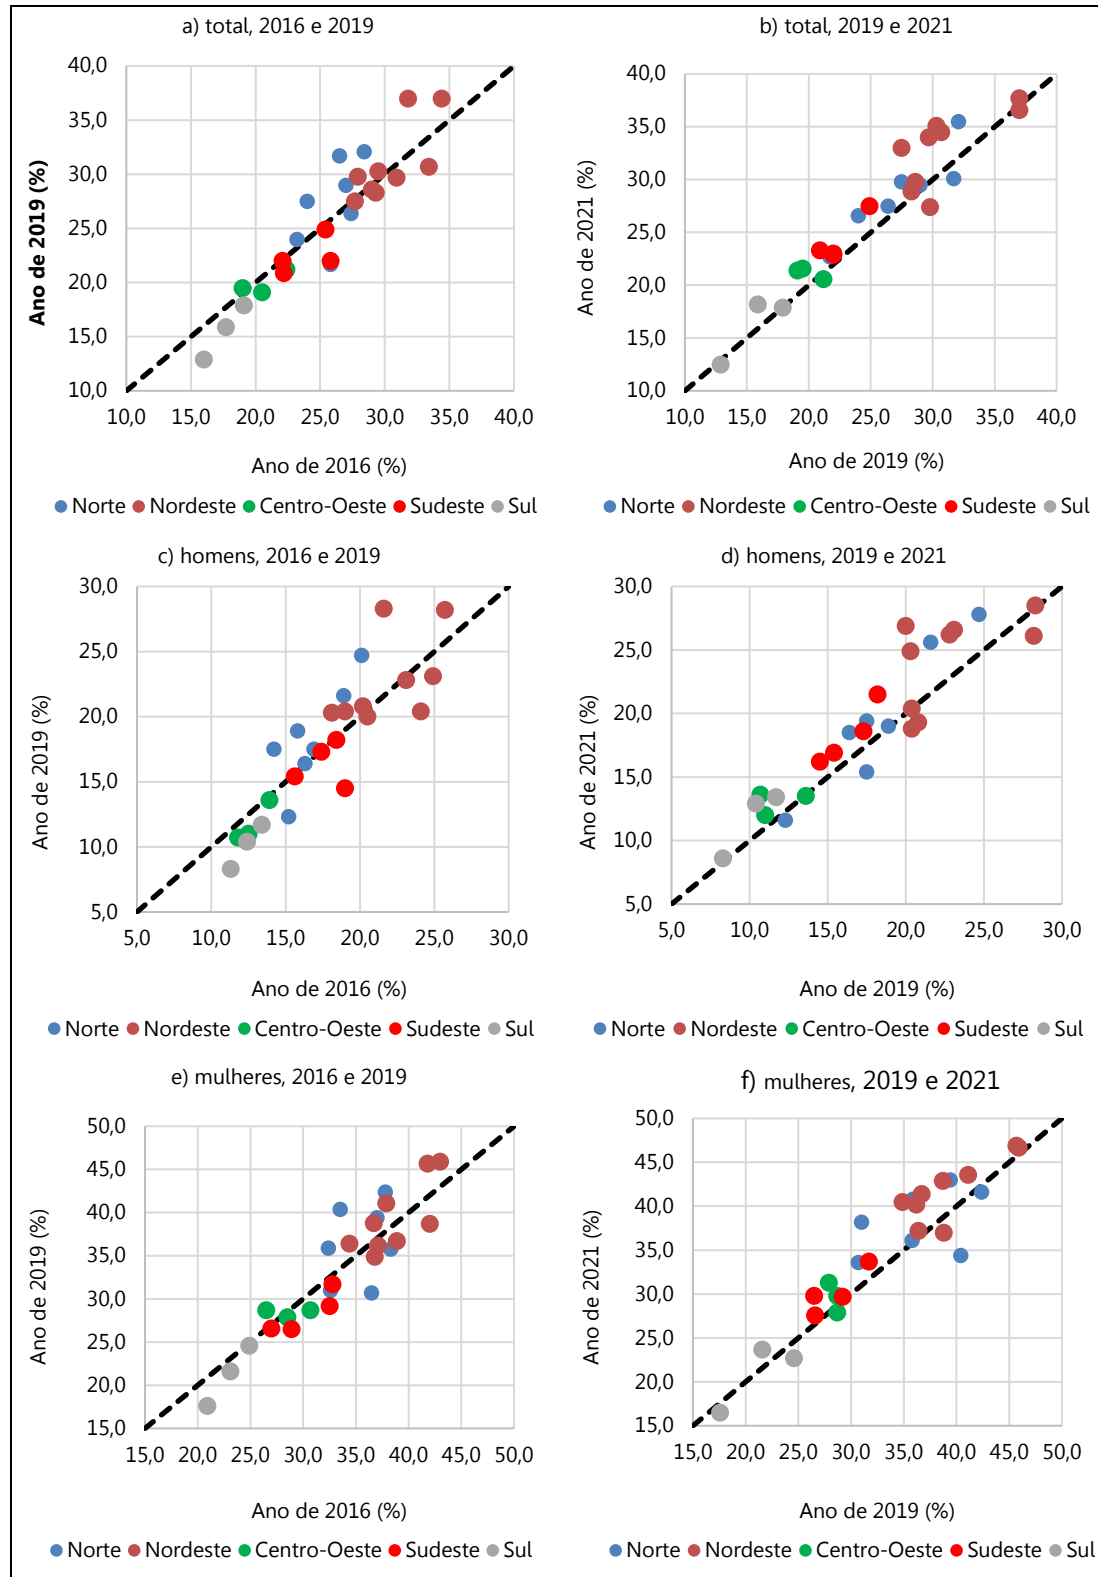 a) total, 2016 e 2019
40,0
35,0
30,0
25,0
20,0
15,0
10,0
10,0 15,0 20,0 25,0 30,0 35,0 40,0
Ano de 2019 (%)
Ano de 2016 (%)
Norte Nordeste Centro-Oeste Sudeste Sul
b) total, 2019 e 2021
40,0
35,0
30,0
25,0
20,0
15,0
10,0
10,0 15,0 20,0 25,0 30,0 35,0 40,0
Ano de 2021 (%)
Ano de 2019 (%)
Norte Nordeste Centro-Oeste Sudeste Sul
c) homens, 2016 e 2019
30,0
25,0
20,0
15,0
10,0
5,0
5,0 10,0 15,0 20,0 25,0 30,0
Ano de 2019 (%)
Ano de 2016 (%)
Norte Nordeste Centro-Oeste Sudeste Sul
d) homens, 2019 e 2021
30,0
25,0
20,0
15,0
10,0
5,0
5,0 10,0 15,0 20,0 25,0 30,0
Ano de 2021 (%)
Ano de 2019 (%)
Norte Nordeste Centro-Oeste Sudeste Sul
e) mulheres, 2016 e 2019
50,0
45,0
40,0
35,0
30,0
25,0
20,0
15,0
15,0 20,0 25,0 30,0 35,0 40,0 45,0 50,0
Ano de 2019 (%)
Ano de 2016 (%)
Norte Nordeste Centro-Oeste Sudeste Sul
f) mulheres, 2019 e 2021
50,0
45,0
40,0
35,0
30,0
25,0
20,0
15,0
15,0 20,0 25,0 30,0 35,0 40,0 45,0 50,0
Ano de 2021 (%)
Ano de 2019 (%)
Norte Nordeste Centro-Oeste Sudeste Sul